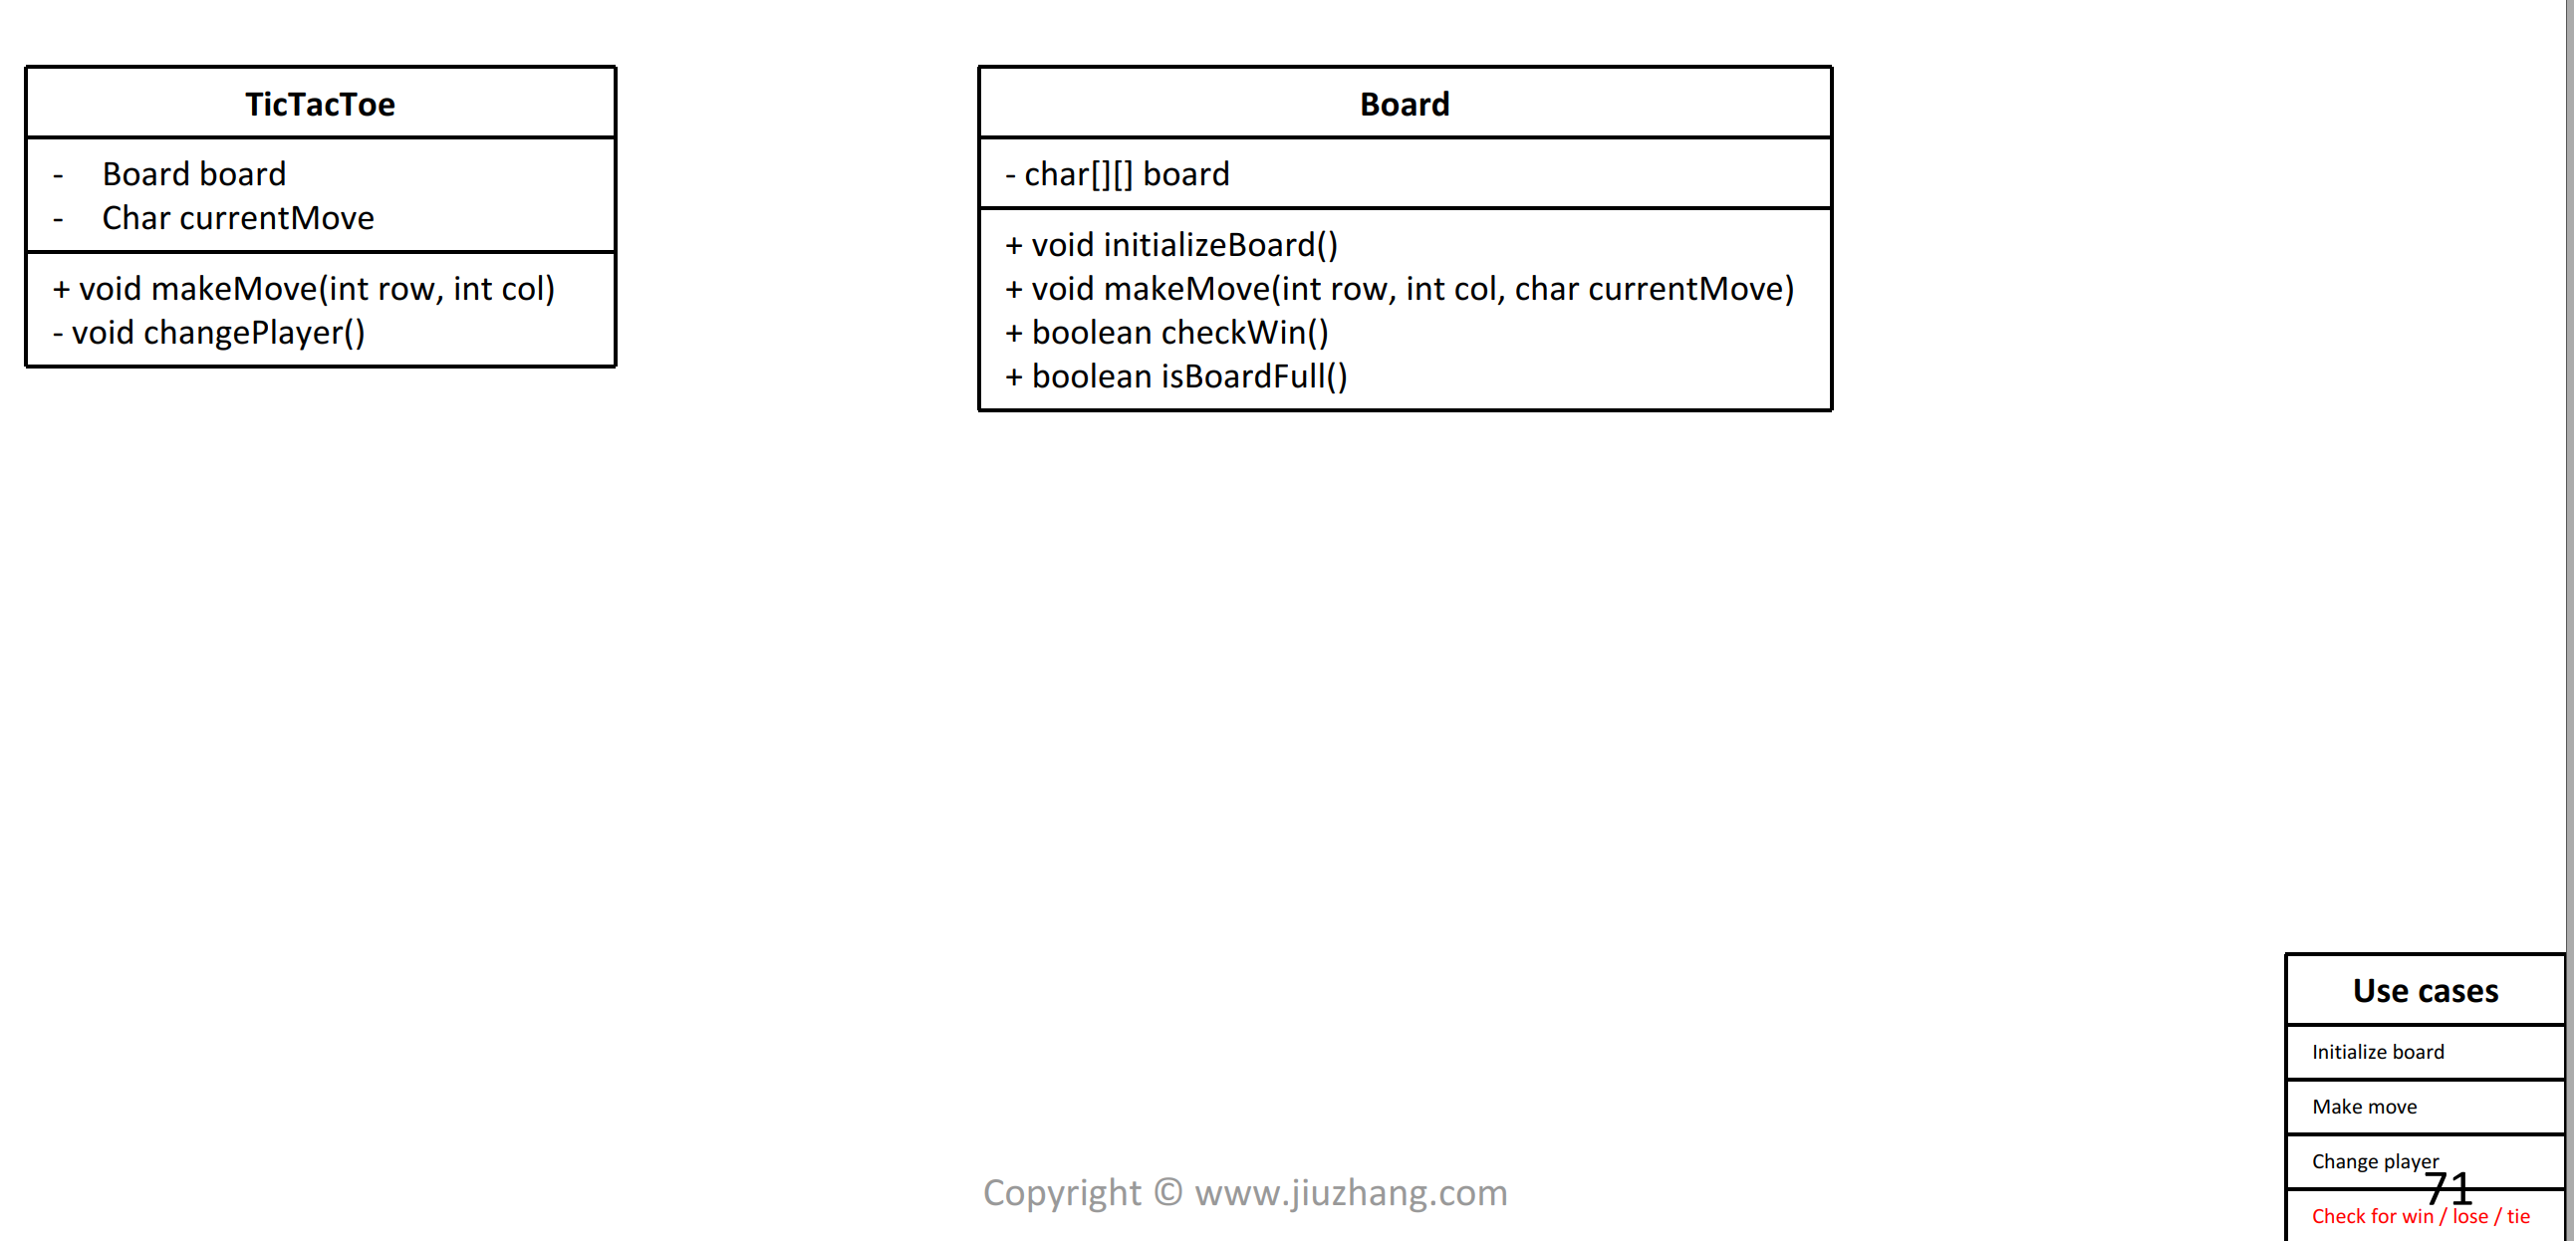 TicTacToe
- Board board
- Char currentMove
+ void makeMove(int row, int col)
- void changePlayer()
Board
- char[][] board
+ void initializeBoard()
+ void makeMove(int row, int col, char currentMove)
+ boolean checkWin()
+ boolean isBoardFull()
Use cases
Initialize board
Make move
Change player
Check for win / lose / tie
Copyright © www.jiuzhang.com
71